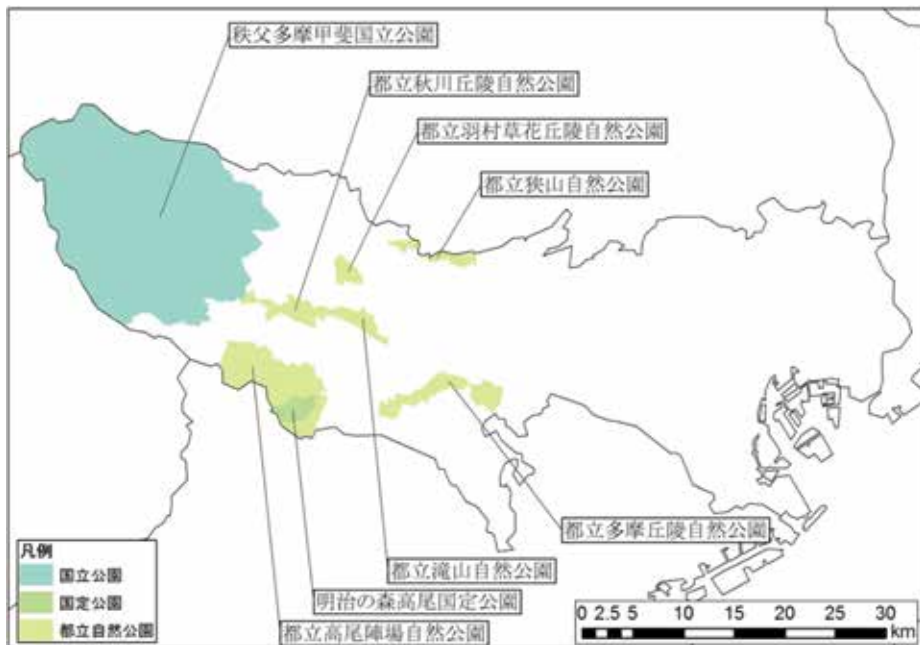 秩父多摩甲斐国立公園
都立秋川丘陵自然公園
都立羽村草花丘陵自然公園
都立狭山自然公園
都立多摩丘陵自然公園
都立滝山自然公園
明治の森高尾国定公園
都立高尾陣場自然公園
凡例
国立公園
国定公園
都立自然公園
0 2.5 5 10 15 20 25 30
km